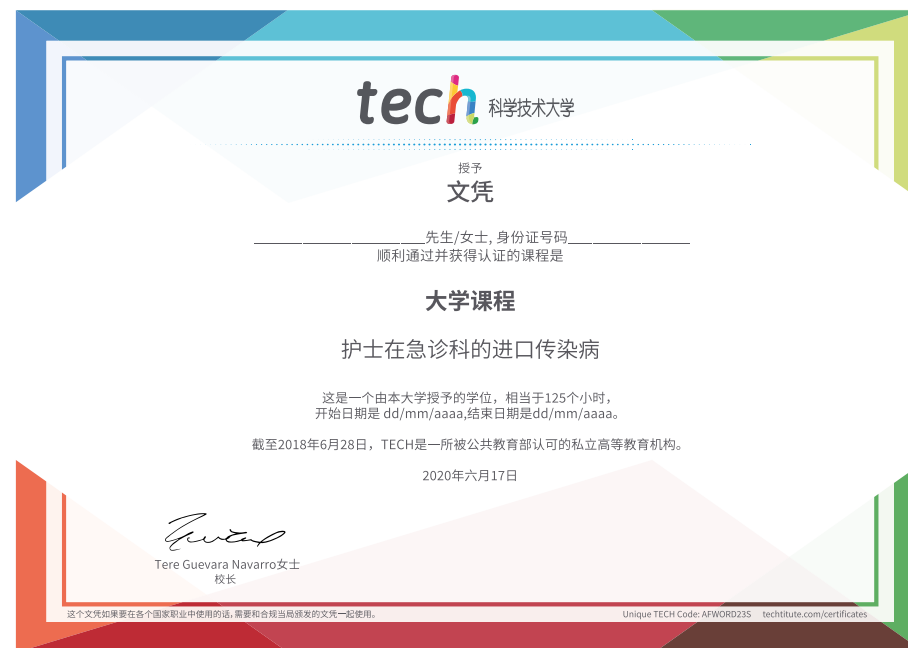 tech 科学技术大学
授予
文凭
____________________先生/女士, 身份证号码______________
顺利通过并获得认证的课程是
大学课程
护士在急诊科的进口传染病
这是一个由本大学授予的学位，相当于125个小时，
开始日期是 dd/mm/aaaa,结束日期是dd/mm/aaaa。
截至2018年6月28日，TECH是一所被公共教育部认可的私立高等教育机构。
2020年六月17日
Tere Guevara Navarro女士
校长
这个文凭如果要在各个国家职业中使用的话,需要和合规当局颁发的文凭一起使用。
Unique TECH Code: AFWORD23S techtitute.com/certificates